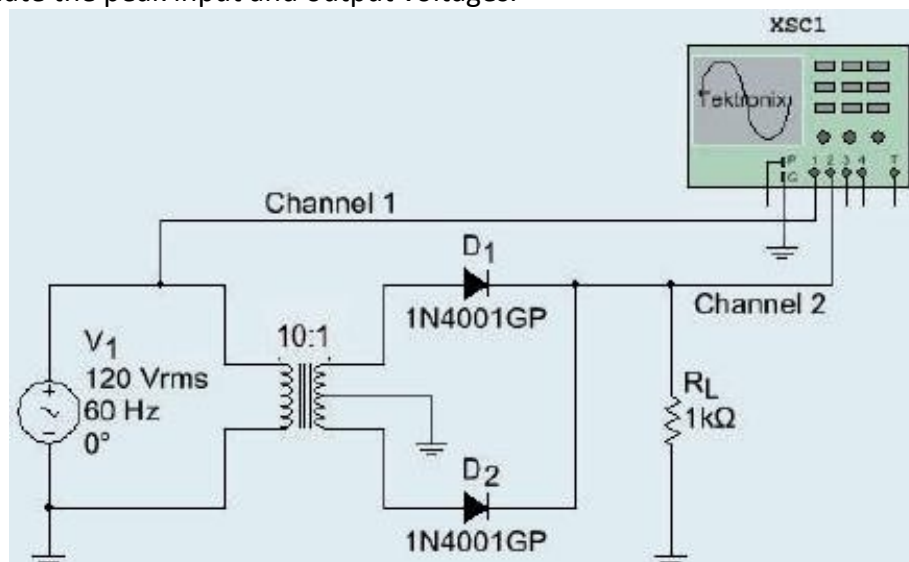 XSC1
Tektronix
P
G
1 2 3 4 T
Channel 1
D1
1N4001GP
Channel 2
10:1
V1
120 Vrms
60 Hz
0°
RL
1kΩ
D2
1N4001GP